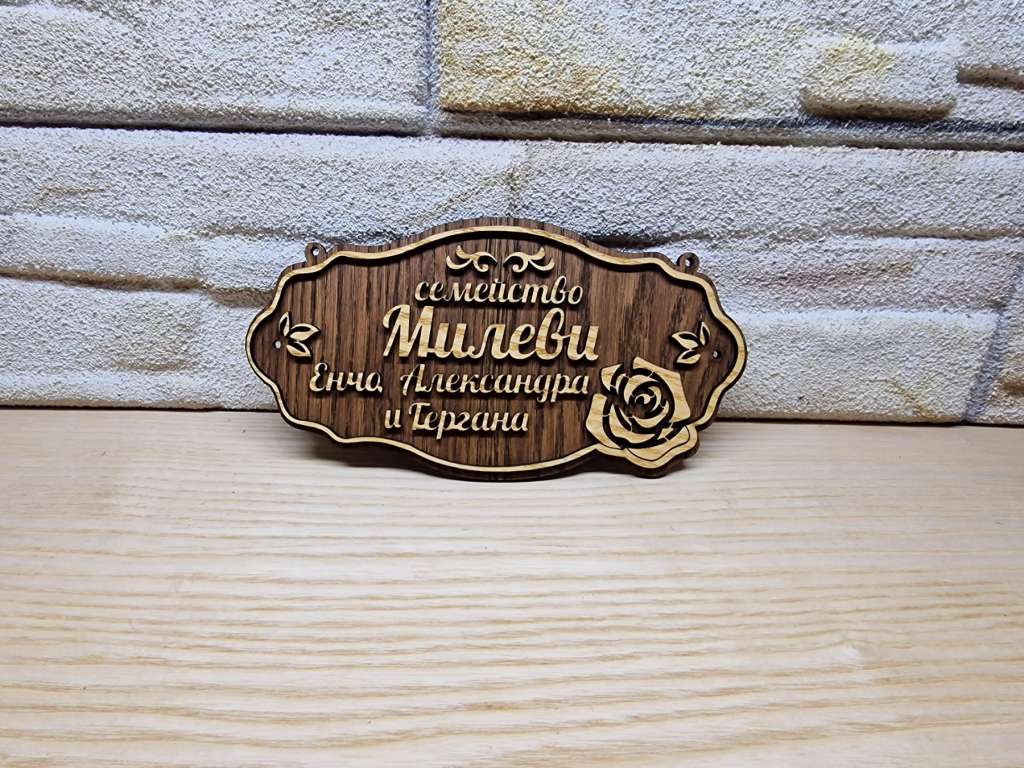 семейство
Милеви
Енчо, Александра
и Гергана